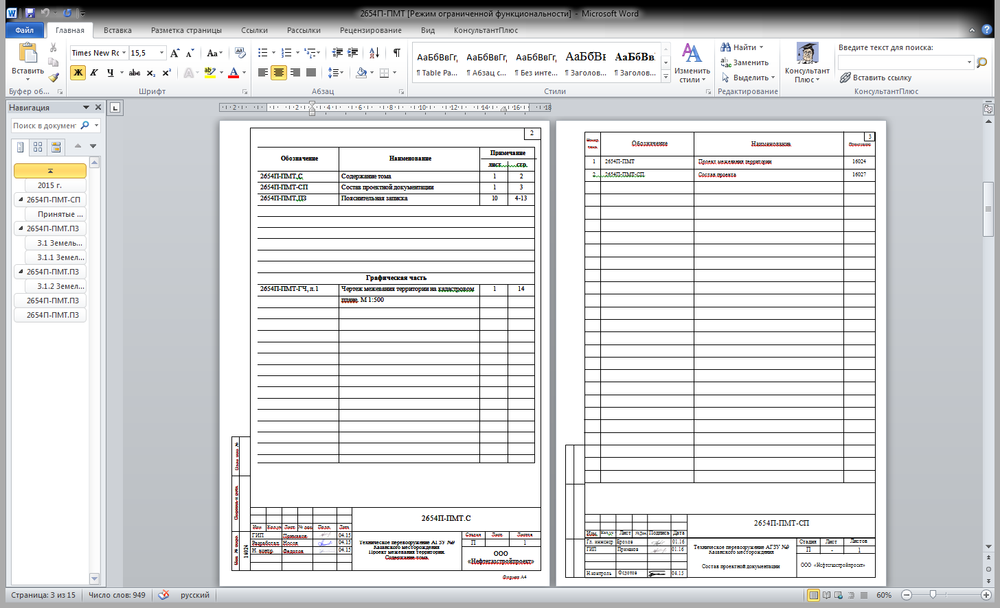 2654П-ПМТ [Режим ограниченной функциональности] - Microsoft Word
Файл
Главная
Вставка
Разметка страницы
Ссылки
Рассылки
Рецензирование
Вид
КонсультантПлюс
Вставить
Буфер об...
Times New Rc
15,5
Шрифт
Абзац
АаБбВвГг,
¶ Table Pa...
АаБбВвГг,
¶ Абзац с...
АаБбВвГг,
¶ Без инте...
АаБбВı
¶ Заголов...
АаБбВв.
¶ Заголов...
Стили
Изменить
стили
Найти
Заменить
Выделить
Редактирование
Консультант
Плюс
Введите текст для поиска:
Вставить ссылку
КонсультантПлюс
Навигация
Поиск в документ
2015 г.
2654П-ПМТ-СП
Принятые ...
2654П-ПМТ.ПЗ
3.1 Земель...
3.1.1 Земел...
2654П-ПМТ.ПЗ
3.1.2 Земел...
2654П-ПМТ.ПЗ
2654П-ПМТ.ПЗ
2
Обозначение Наименование Примечание
лист стр.
2654П-ПМТ.С Содержание тома 1 2
2654П-ПМТ-СП Состав проектной документации 1 3
2654П-ПМТ.ПЗ Пояснительная записка 10 4-13
Графическая часть
2654П-ПМТ-ГЧ, л.1 Чертеж межевания территории на кадастровом 1 14
плане. М 1:500
Взам. инв. №
Подпись и дата
Инв. № подл.
16024
2654П-ПМТ.С
Изм. Кол.уч Лист № док Подп. Дата
ГИП Примаков 04.15
Разработал Носов 04.15
Н. контр. Федотов 04.15
Техническое перевооружение АГЗУ №9
Казанского месторождения
Проект межевания территории.
Содержание тома.
Стадия Лист Листов
П 1
ООО
«Нефтегазстройпроект»
Формат А4
3
Номер тома Обозначение Наименование Примечание
1 2654П-ПМТ Проект межевания территории 16024
2 2654П-ПМТ-СП Состав проекта 16027
2654П-ПМТ-СП
Изм. Кол.уч Лист №Док. Подпись Дата
Гл. инженер Ерохов 01.16
ГИП Примаков 01.16
Н.контроль Федотов 04.15
Техническое перевооружение АГЗУ №9
Казанского месторождения
Состав проектной документации
Стадия Лист Листов
П - 1
ООО «Нефтегазстройпроект»
Страница: 3 из 15
Число слов: 949
русский
60%